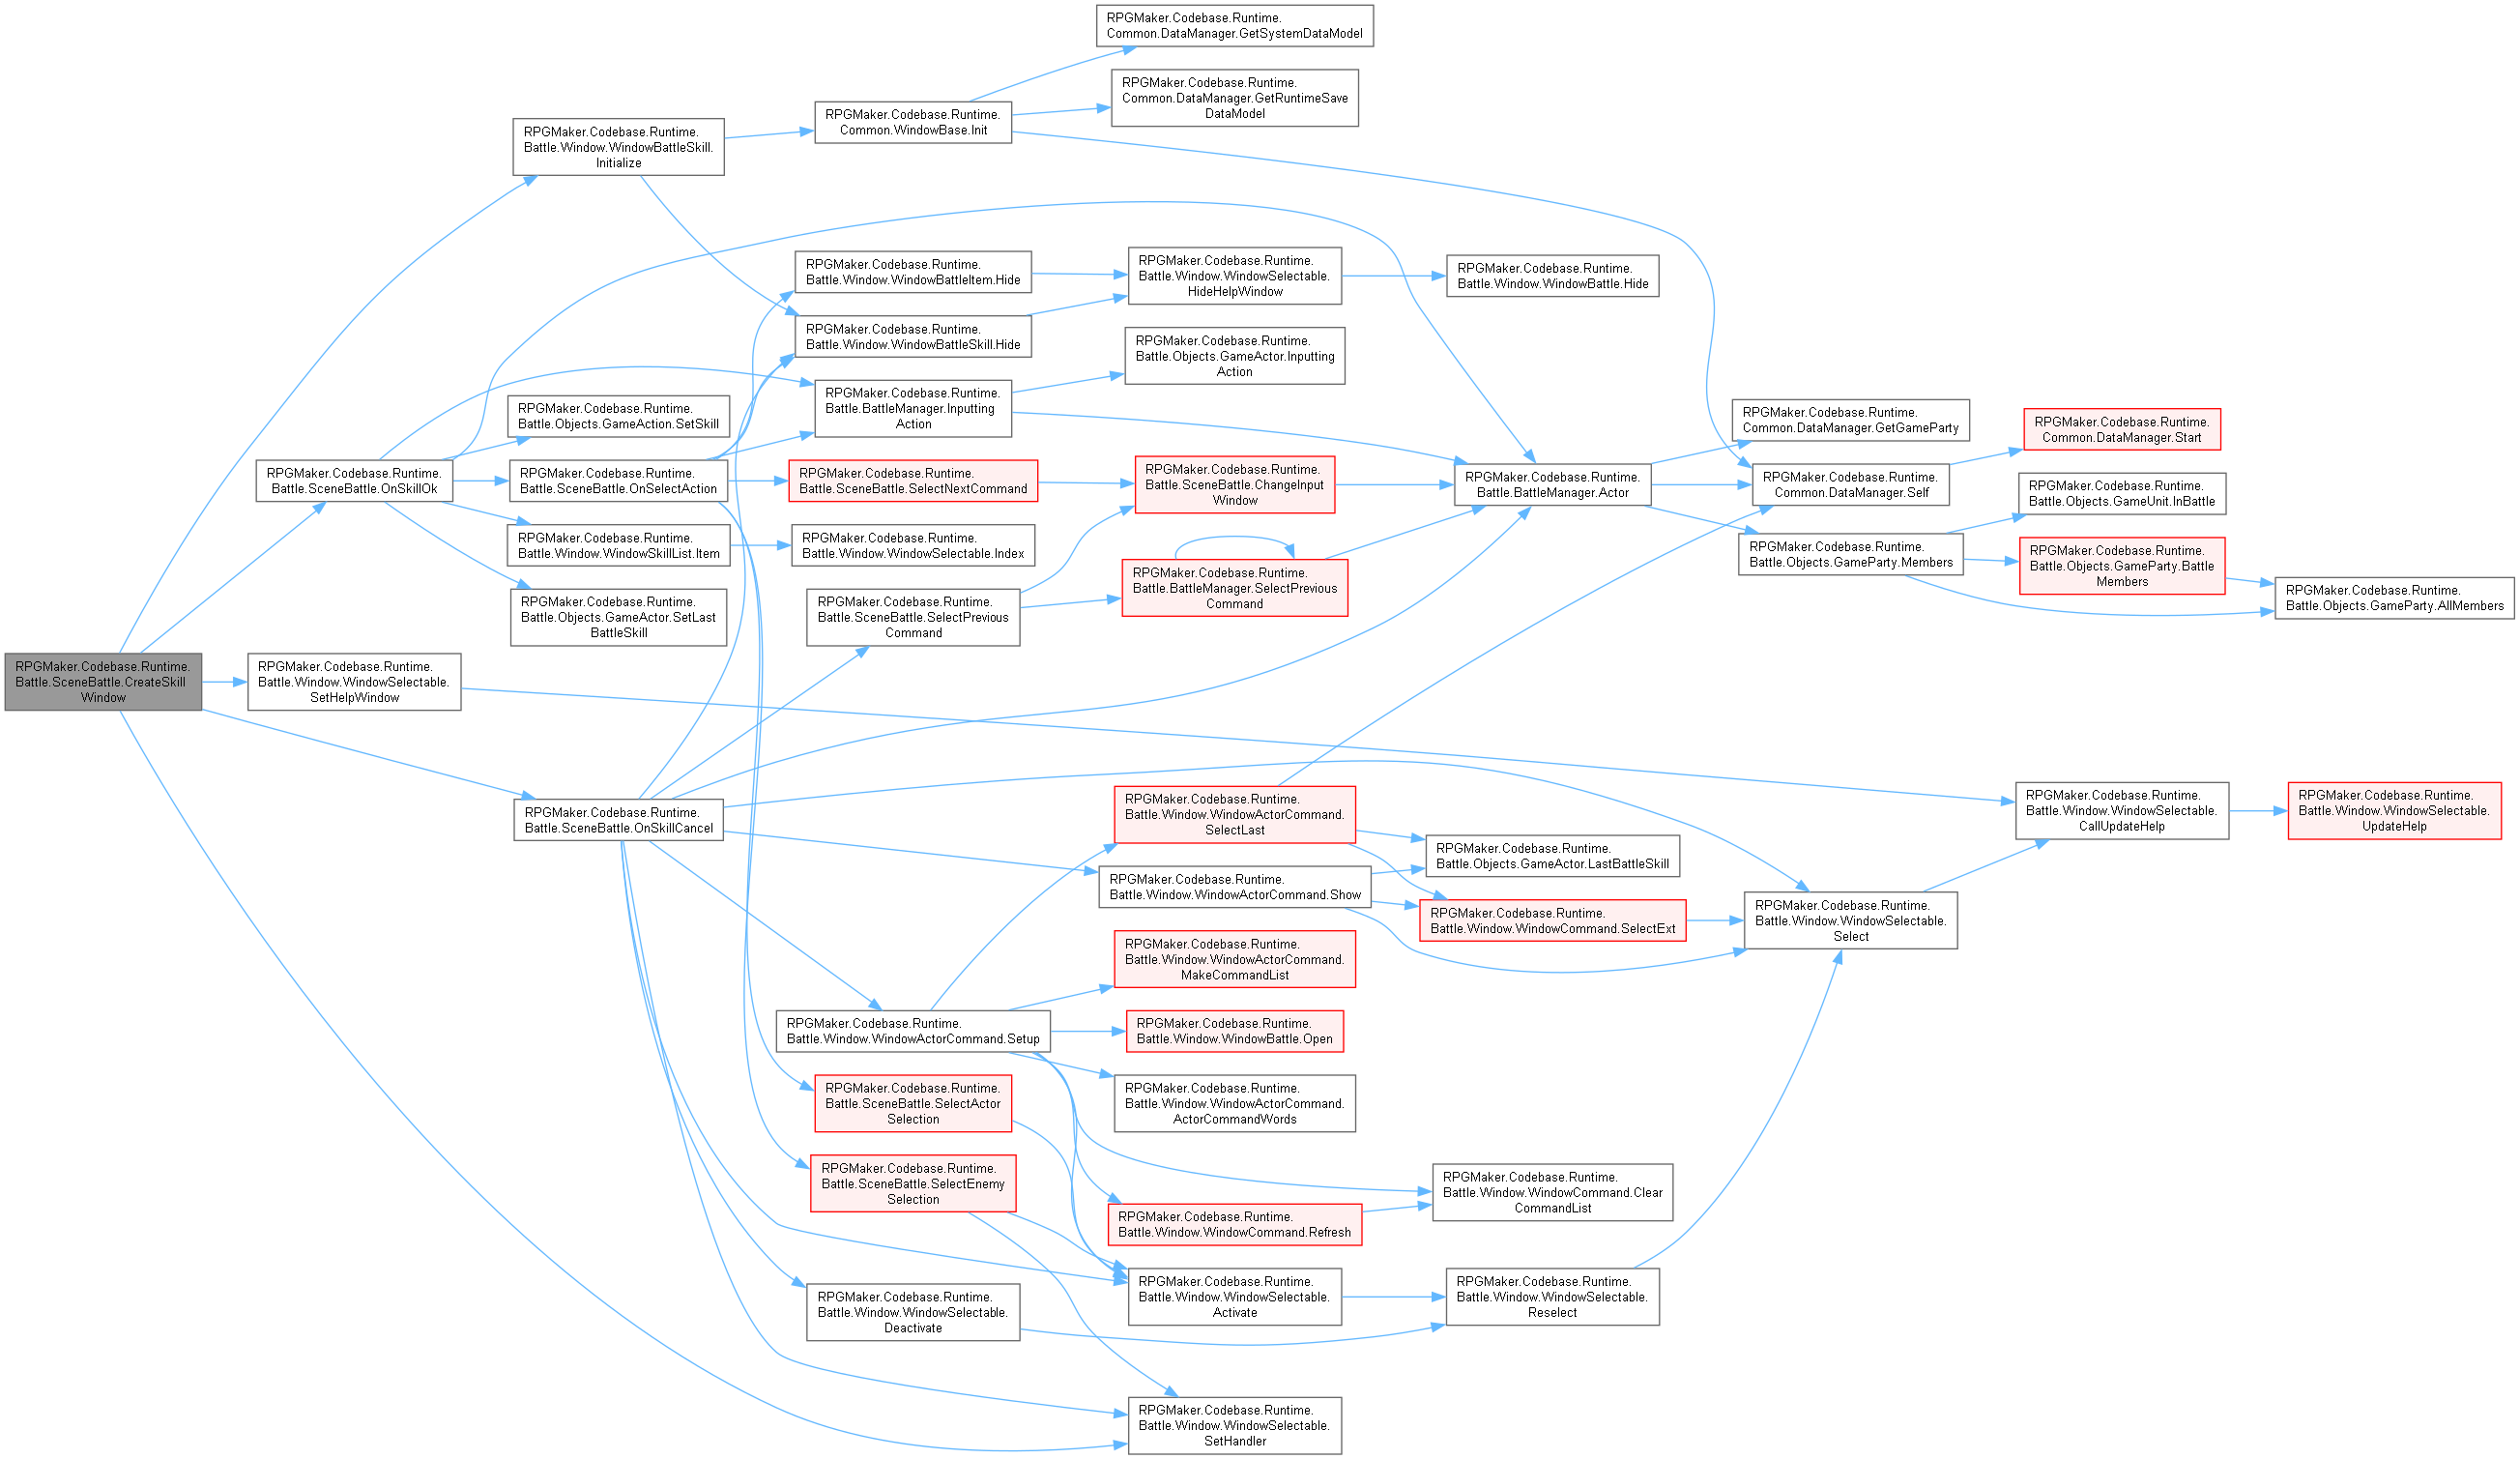 RPGMaker.Codebase.Runtime.
Battle.SceneBattle.CreateSkill
Window
RPGMaker.Codebase.Runtime.
Battle.Window.WindowBattleSkill.
Initialize
RPGMaker.Codebase.Runtime.
Battle.SceneBattle.OnSkillOk
RPGMaker.Codebase.Runtime.
Battle.Window.WindowSelectable.
SetHelpWindow
RPGMaker.Codebase.Runtime.
Battle.SceneBattle.OnSkillCancel
RPGMaker.Codebase.Runtime.
Common.WindowBase.Init
RPGMaker.Codebase.Runtime.
Common.DataManager.GetSystemDataModel
RPGMaker.Codebase.Runtime.
Common.DataManager.GetRuntimeSave
DataModel
RPGMaker.Codebase.Runtime.
Battle.Window.WindowBattleItem.Hide
RPGMaker.Codebase.Runtime.
Battle.Window.WindowBattleSkill.Hide
RPGMaker.Codebase.Runtime.
Battle.Window.WindowSelectable.
HideHelpWindow
RPGMaker.Codebase.Runtime.
Battle.Window.WindowBattle.Hide
RPGMaker.Codebase.Runtime.
Battle.Objects.GameAction.SetSkill
RPGMaker.Codebase.Runtime.
Battle.SceneBattle.OnSelectAction
RPGMaker.Codebase.Runtime.
Battle.Window.WindowSkillList.Item
RPGMaker.Codebase.Runtime.
Battle.Objects.GameActor.SetLast
BattleSkill
RPGMaker.Codebase.Runtime.
Battle.BattleManager.Inputting
Action
RPGMaker.Codebase.Runtime.
Battle.Objects.GameActor.Inputting
Action
RPGMaker.Codebase.Runtime.
Battle.SceneBattle.SelectNextCommand
RPGMaker.Codebase.Runtime.
Battle.SceneBattle.ChangeInput
Window
RPGMaker.Codebase.Runtime.
Battle.Window.WindowSelectable.Index
RPGMaker.Codebase.Runtime.
Battle.SceneBattle.SelectPrevious
Command
RPGMaker.Codebase.Runtime.
Battle.BattleManager.SelectPrevious
Command
RPGMaker.Codebase.Runtime.
Battle.BattleManager.Actor
RPGMaker.Codebase.Runtime.
Common.DataManager.GetGameParty
RPGMaker.Codebase.Runtime.
Common.DataManager.Self
RPGMaker.Codebase.Runtime.
Battle.Objects.GameParty.Members
RPGMaker.Codebase.Runtime.
Common.DataManager.Start
RPGMaker.Codebase.Runtime.
Battle.Objects.GameUnit.InBattle
RPGMaker.Codebase.Runtime.
Battle.Objects.GameParty.Battle
Members
RPGMaker.Codebase.Runtime.
Battle.Objects.GameParty.AllMembers
RPGMaker.Codebase.Runtime.
Battle.Window.WindowActorCommand.
SelectLast
RPGMaker.Codebase.Runtime.
Battle.Window.WindowActorCommand.Show
RPGMaker.Codebase.Runtime.
Battle.Objects.GameActor.LastBattleSkill
RPGMaker.Codebase.Runtime.
Battle.Window.WindowCommand.SelectExt
RPGMaker.Codebase.Runtime.
Battle.Window.WindowSelectable.
Select
RPGMaker.Codebase.Runtime.
Battle.Window.WindowSelectable.
CallUpdateHelp
RPGMaker.Codebase.Runtime.
Battle.Window.WindowSelectable.
UpdateHelp
RPGMaker.Codebase.Runtime.
Battle.Window.WindowActorCommand.
MakeCommandList
RPGMaker.Codebase.Runtime.
Battle.Window.WindowActorCommand.Setup
RPGMaker.Codebase.Runtime.
Battle.Window.WindowBattle.Open
RPGMaker.Codebase.Runtime.
Battle.Window.WindowActorCommand.
ActorCommandWords
RPGMaker.Codebase.Runtime.
Battle.SceneBattle.SelectActor
Selection
RPGMaker.Codebase.Runtime.
Battle.SceneBattle.SelectEnemy
Selection
RPGMaker.Codebase.Runtime.
Battle.Window.WindowCommand.Clear
CommandList
RPGMaker.Codebase.Runtime.
Battle.Window.WindowCommand.Refresh
RPGMaker.Codebase.Runtime.
Battle.Window.WindowSelectable.
Deactivate
RPGMaker.Codebase.Runtime.
Battle.Window.WindowSelectable.
Activate
RPGMaker.Codebase.Runtime.
Battle.Window.WindowSelectable.
Reselect
RPGMaker.Codebase.Runtime.
Battle.Window.WindowSelectable.
SetHandler